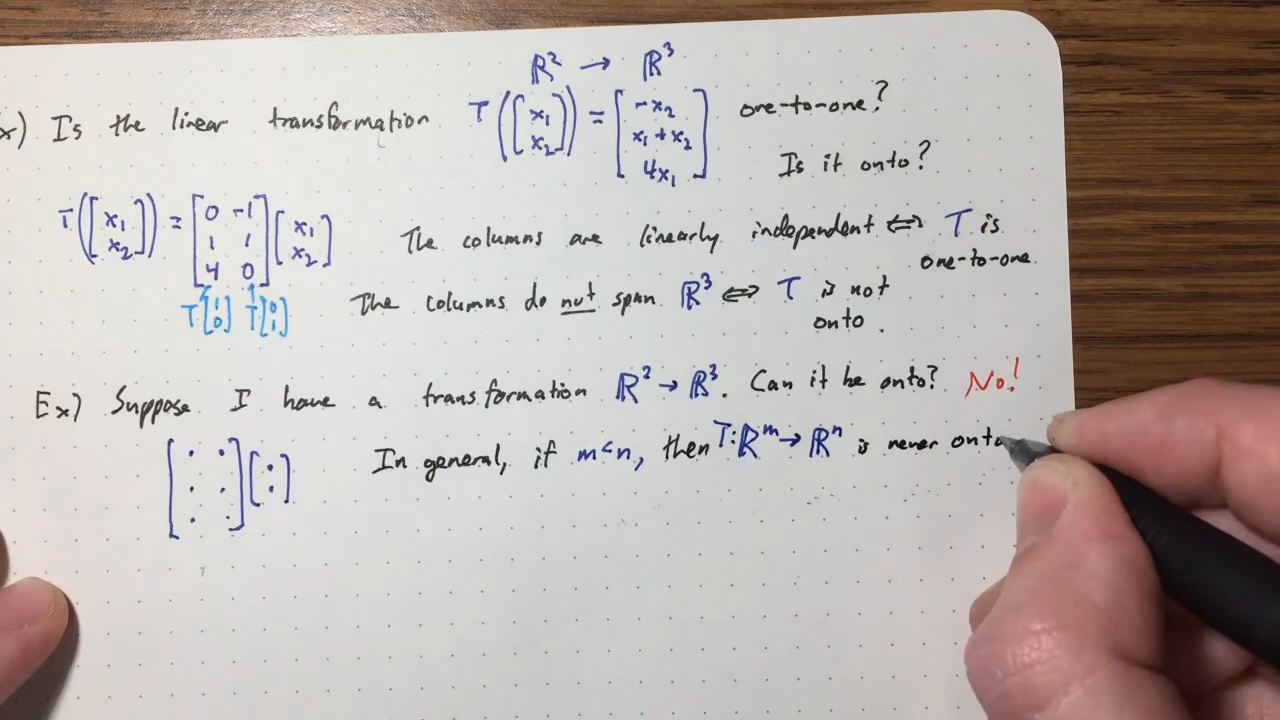 ℝ² → ℝ³
x) Is the linear transformation T([x₁ x₂]) = [-x₂ x₁ + x₂ 4x₁] one-to-one?
Is it onto?
T([x₁ x₂]) = [0 -1 1 1 4 0] [x₁ x₂] The columns are linearly independent ⇔ T is
one-to-one.
T[1 0] T[0 1] The columns do not span ℝ³ ⇔ T is not
onto.
Ex) Suppose I have a transformation ℝ² → ℝ³. Can it be onto? No!
In general, if m<n, then T: ℝᵐ → ℝⁿ is never onto